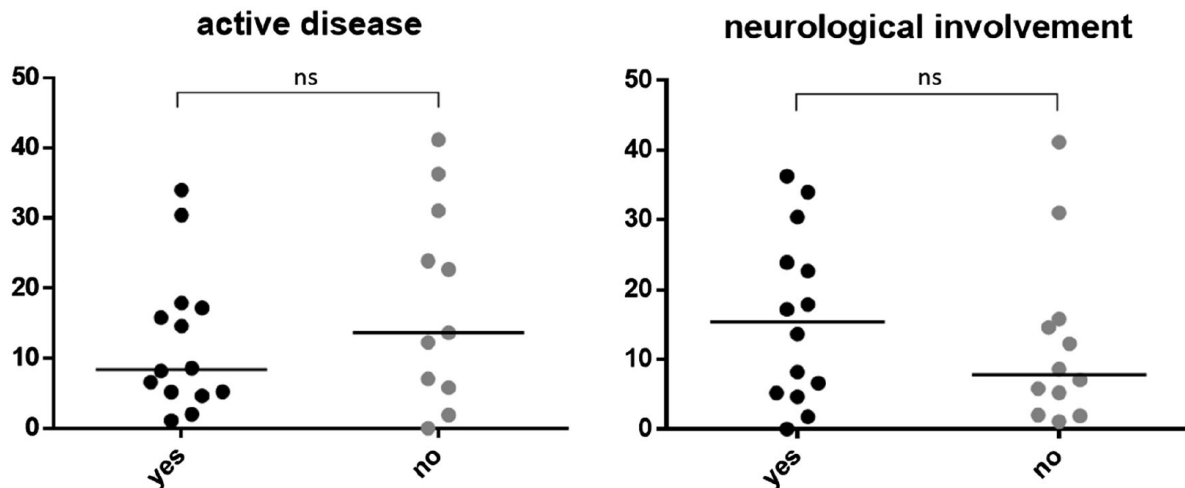 active disease
ns
50
40
30
20
10
0
yes
no
neurological involvement
ns
50
40
30
20
10
0
yes
no